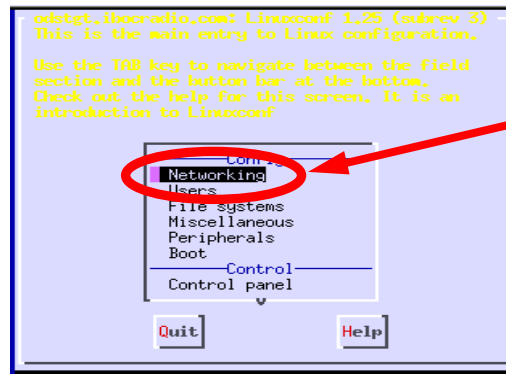 odstgt.ibocradio.com: Linuxconf 1.25 (subrev 3)
This is the main entry to Linux configuration.
Use the TAB key to navigate between the field
section and the button bar at the bottom.
Check out the help for this screen. It is an
introduction to Linuxconf
Config
Networking
Users
File systems
Miscellaneous
Peripherals
Boot
Control
Control panel
v
Quit
Help